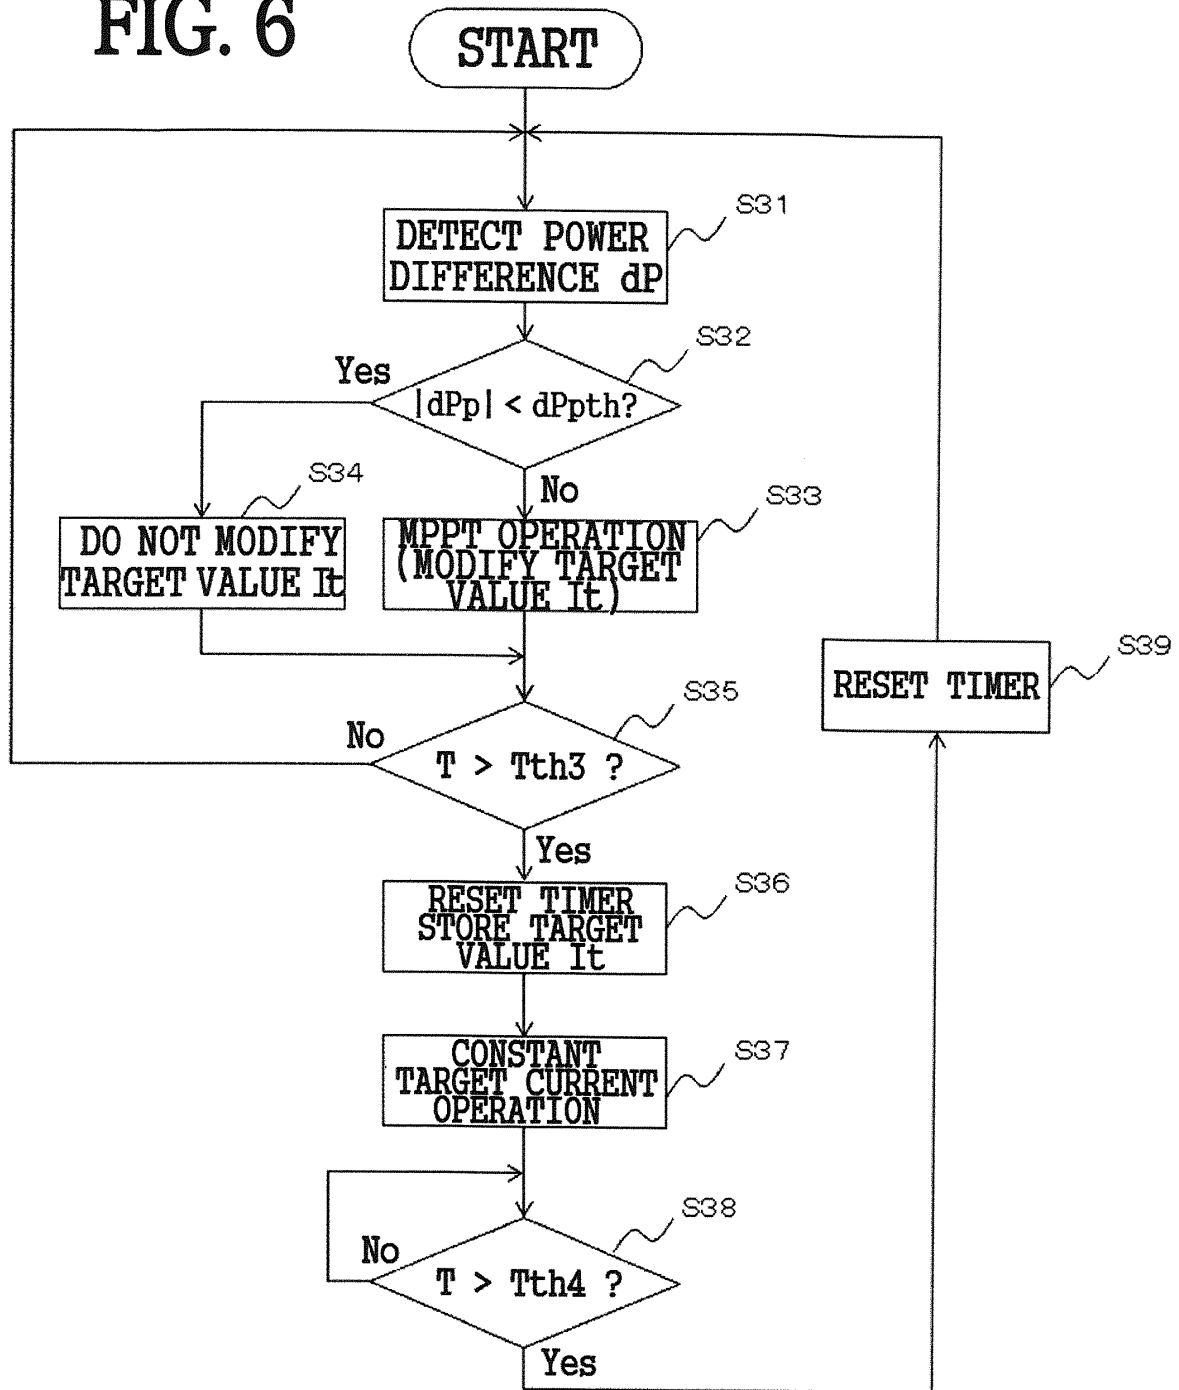 FIG. 6
START
S31
DETECT POWER
DIFFERENCE dP
S32
Yes
|dPp| < dPpth?
S34
No
S33
DO NOT MODIFY
TARGET VALUE It
MPPT OPERATION
(MODIFY TARGET
VALUE It)
S39
RESET TIMER
S35
No
T > Tth3 ?
Yes
S36
RESET TIMER
STORE TARGET
VALUE It
S37
CONSTANT
TARGET CURRENT
OPERATION
S38
No
T > Tth4 ?
Yes